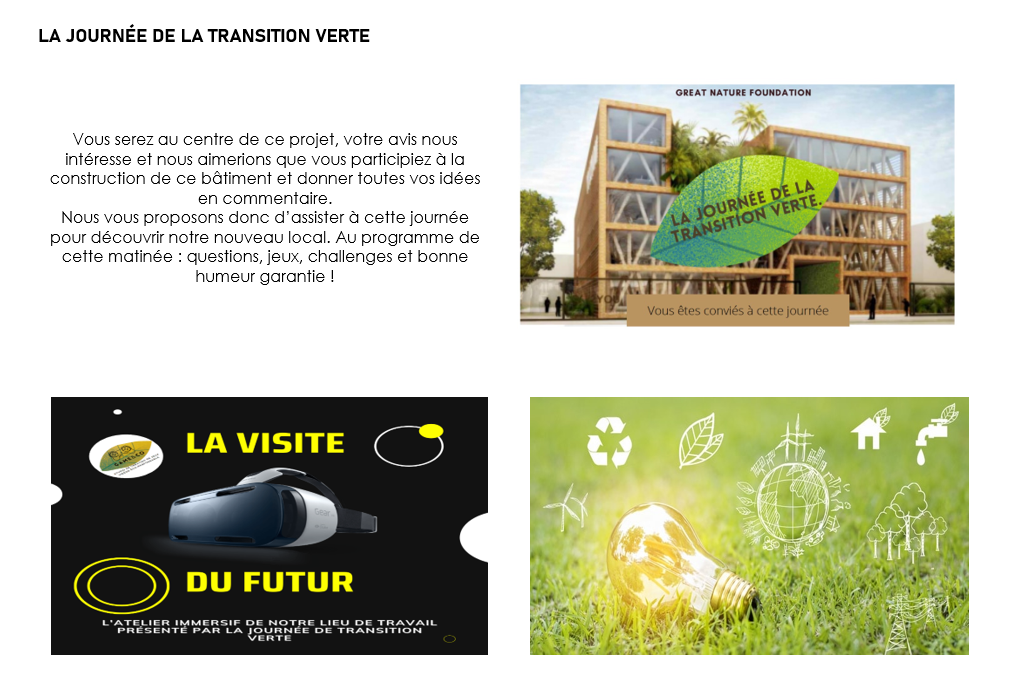 LA JOURNÉE DE LA TRANSITION VERTE
Vous serez au centre de ce projet, votre avis nous
intéresse et nous aimerions que vous participiez à la
construction de ce bâtiment et donner toutes vos idées
en commentaire.
Nous vous proposons donc d'assister à cette journée
pour découvrir notre nouveau local. Au programme de
cette matinée : questions, jeux, challenges et bonne
humeur garantie !
GREAT NATURE FOUNDATION
LA JOURNÉE DE LA
TRANSITION VERTE.
Vous êtes conviés à cette journée
LA VISITE
DU FUTUR
L'ATELIER IMMERSIF DE NOTRE LIEU DE TRAVAIL
PRÉSENTÉ PAR LA JOURNÉE DE TRANSITION
VERTE